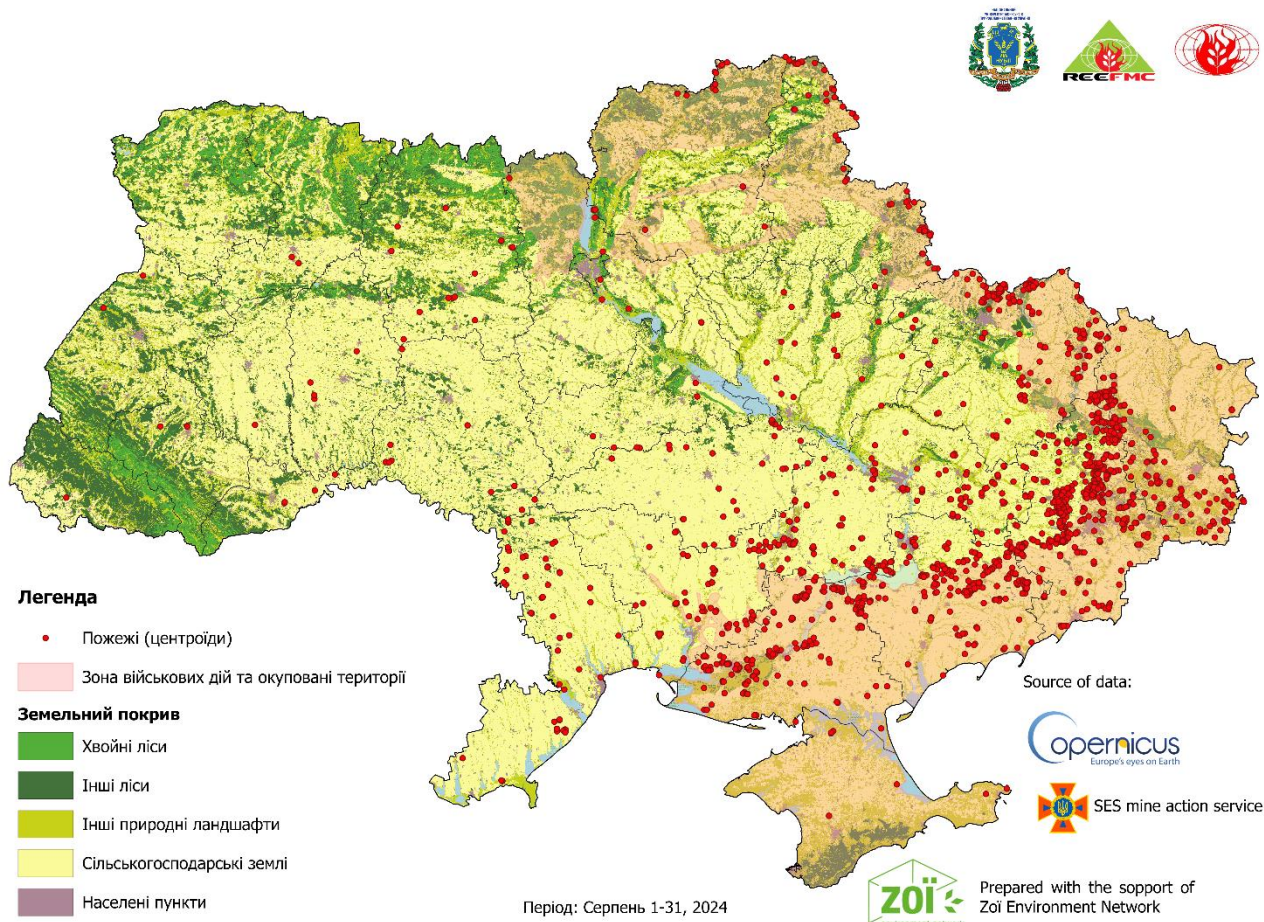 REEFMC
Легенда
Пожежі (центроїди)
Зона військових дій та окуповані території
Земельний покрив
Хвойні ліси
Інші ліси
Інші природні ландшафти
Сільськогосподарські землі
Населені пункти
Період: Серпень 1-31, 2024
Source of data:
opernicus
Europe's eyes on Earth
SES mine action service
zoï
Prepared with the sopport of
Zoï Environment Network